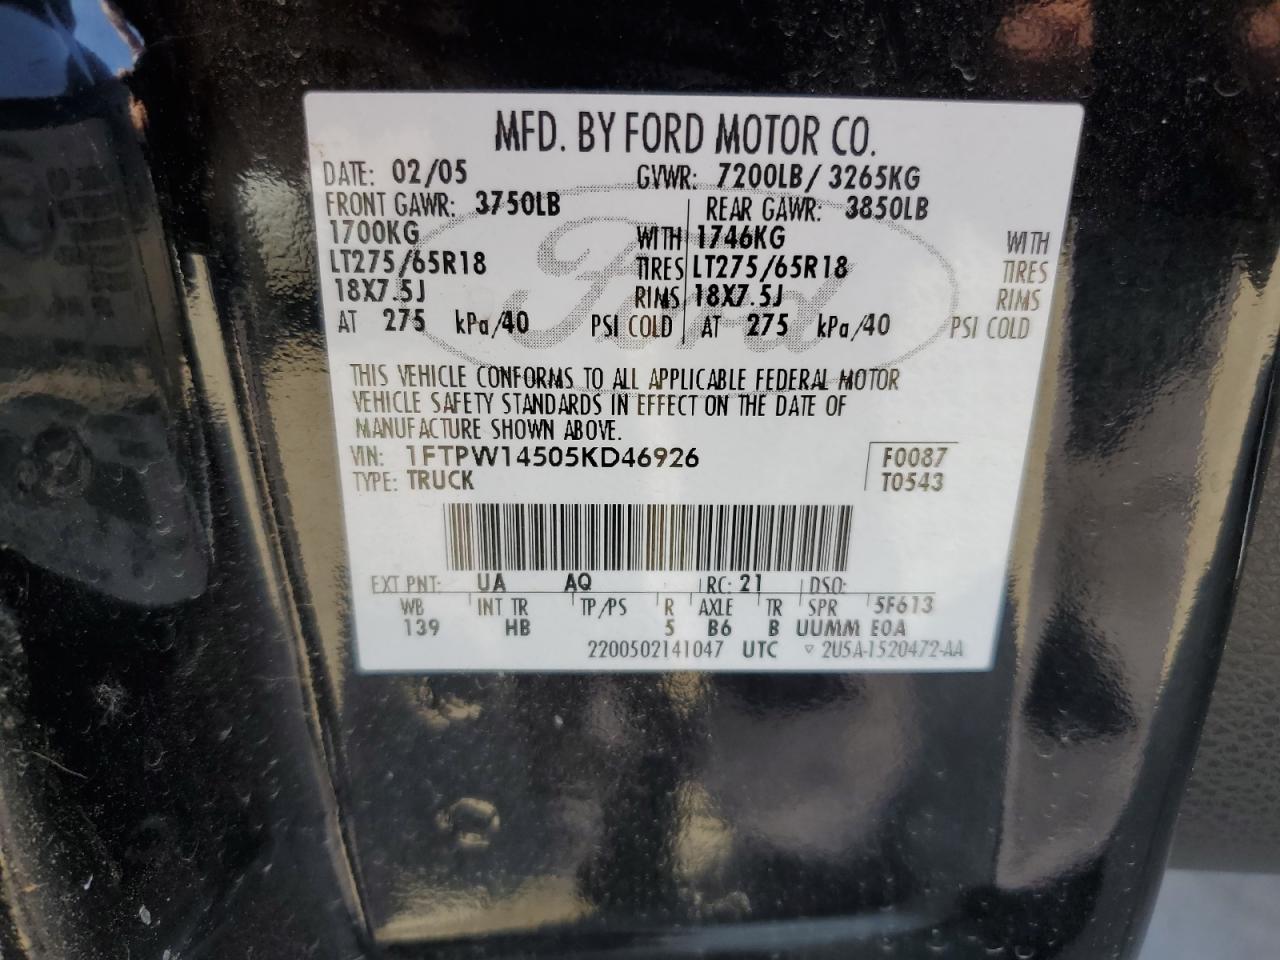 MFD. BY FORD MOTOR CO.
DATE: 02/05 GVWR: 7200LB/ 3265KG
FRONT GAWR: 3750LB REAR GAWR: 3850LB
1700KG WITH 1746KG WITH
LT275/65R18 TIRES LT275/65R18 TIRES
18X7.5J RIMS 18X7.5J RIMS
AT 275 kPa/40 PSI COLD AT 275 kPa/40 PSI COLD
Ford
THIS VEHICLE CONFORMS TO ALL APPLICABLE FEDERAL MOTOR
VEHICLE SAFETY STANDARDS IN EFFECT ON THE DATE OF
MANUFACTURE SHOWN ABOVE.
VIN: 1FTPW14505KD46926 F0087
TYPE: TRUCK T0543
EXT PNT: UA AQ RC: 21 DSO:
WB INT TR TP/PS R AXLE TR SPR 5F613
139 HB 5 B6 B UUMM E0A
2200502141047 UTC ▽ 2U5A-1520472-AA